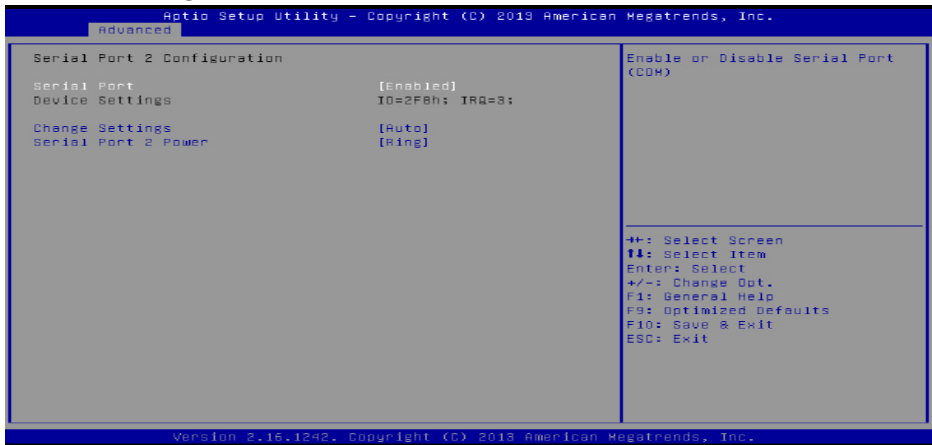 Aptio Setup Utility – Copyright (C) 2013 American Megatrends, Inc.
Advanced
Serial Port 2 Configuration
Serial Port [Enabled]
Device Settings IO=2F8h; IRQ=3;
Change Settings [Auto]
Serial Port 2 Power [Ring]
Enable or Disable Serial Port
(COM)
→←: Select Screen
↑↓: Select Item
Enter: Select
+/-: Change Opt.
F1: General Help
F9: Optimized Defaults
F10: Save & Exit
ESC: Exit
Version 2.16.1242. Copyright (C) 2013 American Megatrends, Inc.